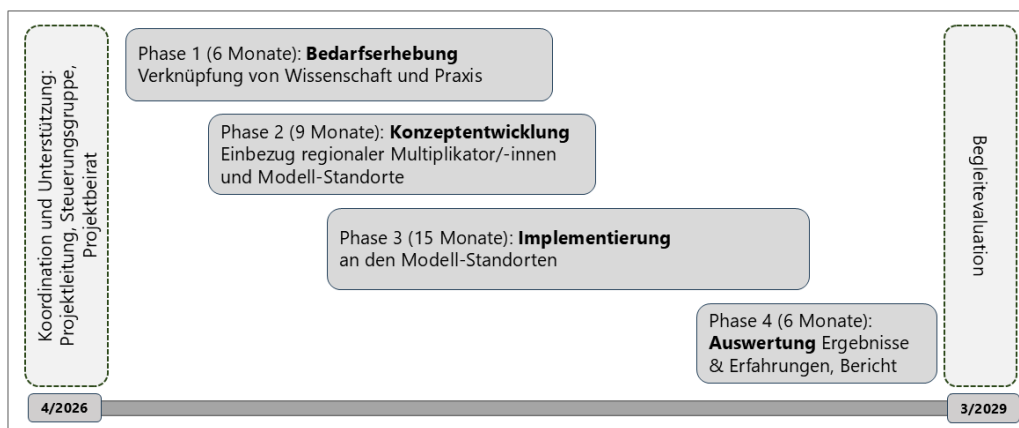 Koordination und Unterstützung:
Projektleitung, Steuerungsgruppe,
Projektbeirat
Phase 1 (6 Monate): Bedarfserhebung
Verknüpfung von Wissenschaft und Praxis
Phase 2 (9 Monate): Konzeptentwicklung
Einbezug regionaler Multiplikator/-innen
und Modell-Standorte
Phase 3 (15 Monate): Implementierung
an den Modell-Standorten
Phase 4 (6 Monate):
Auswertung Ergebnisse
& Erfahrungen, Bericht
Begleitevaluation
4/2026
3/2029